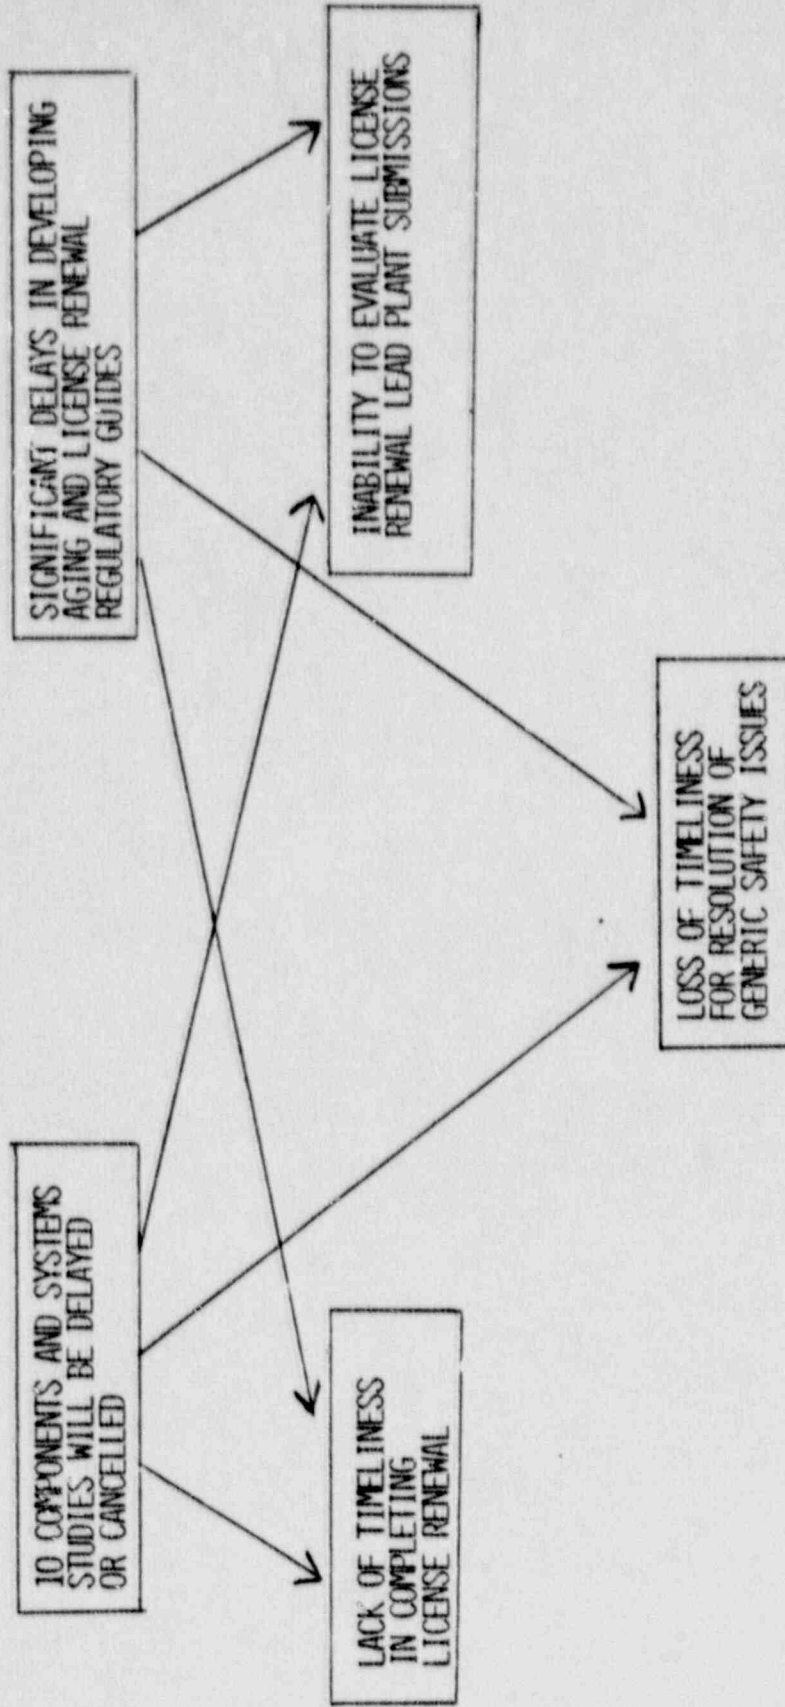 10 COMPONENTS AND SYSTEMS
STUDIES WILL BE DELAYED
OR CANCELLED
SIGNIFICANT DELAYS IN DEVELOPING
AGING AND LICENSE RENEWAL
REGULATORY GUIDES
LACK OF TIMELINESS
IN COMPLETING
LICENSE RENEWAL
INABILITY TO EVALUATE LICENSE
RENEWAL LEAD PLANT SUBMISSIONS
LOSS OF TIMELINESS
FOR RESOLUTION OF
GENERIC SAFETY ISSUES